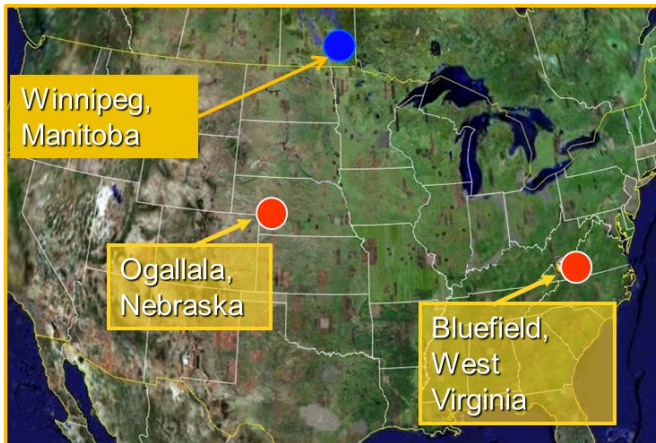 Winnipeg,
Manitoba
Ogallala,
Nebraska
Bluefield,
West
Virginia